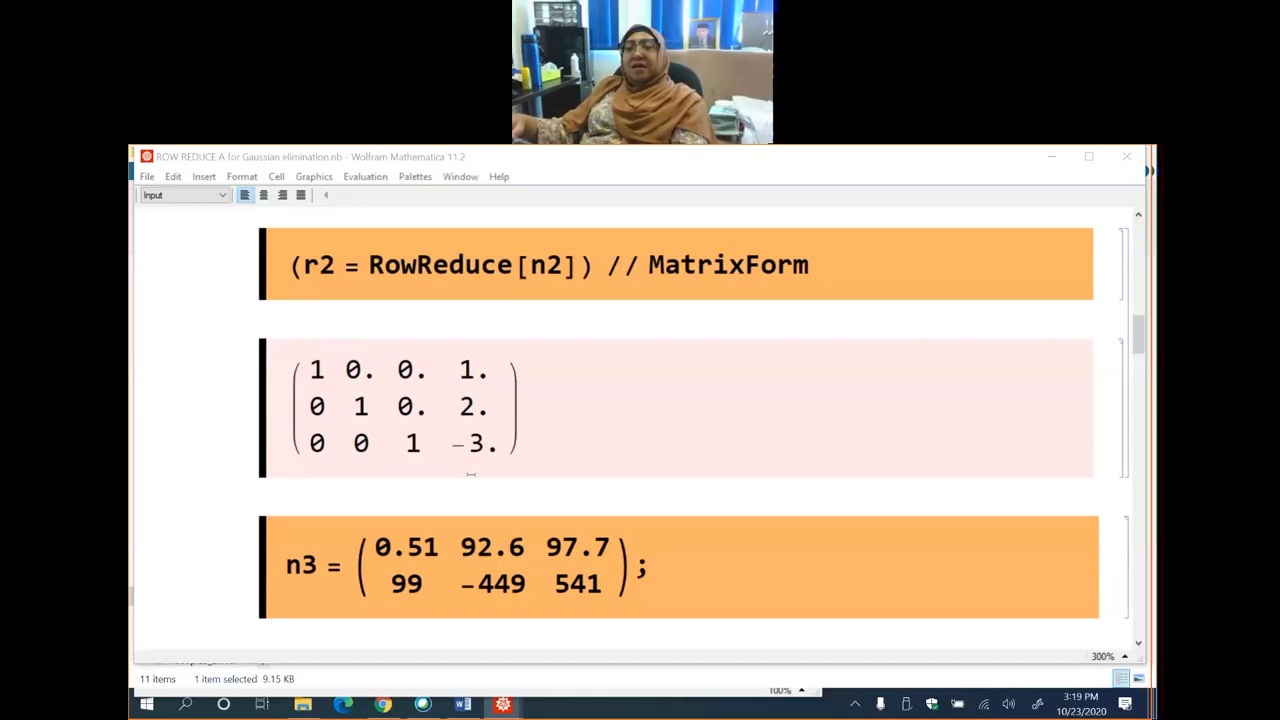 ROW REDUCE A for Gaussian elimination.nb - Wolfram Mathematica 11.2
File Edit Insert Format Cell Graphics Evaluation Palettes Window Help
Input
(r2 = RowReduce[n2]) // MatrixForm
1 0. 0. 1.
0 1 0. 2.
0 0 1 -3.
n3 = ( 0.51 92.6 97.7
99 -449 541 ) ;
300%
11 items 1 item selected 9.15 KB
100%
3:19 PM
10/23/2020